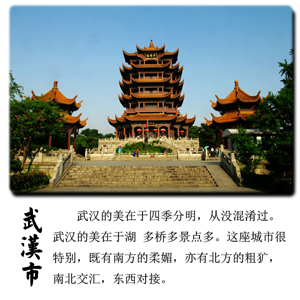 武漢市
武汉的美在于四季分明，从没混淆过。
武汉的美在于湖 多桥多景点多。这座城市很
特别，既有南方的柔媚，亦有北方的粗犷，
南北交汇，东西对接。